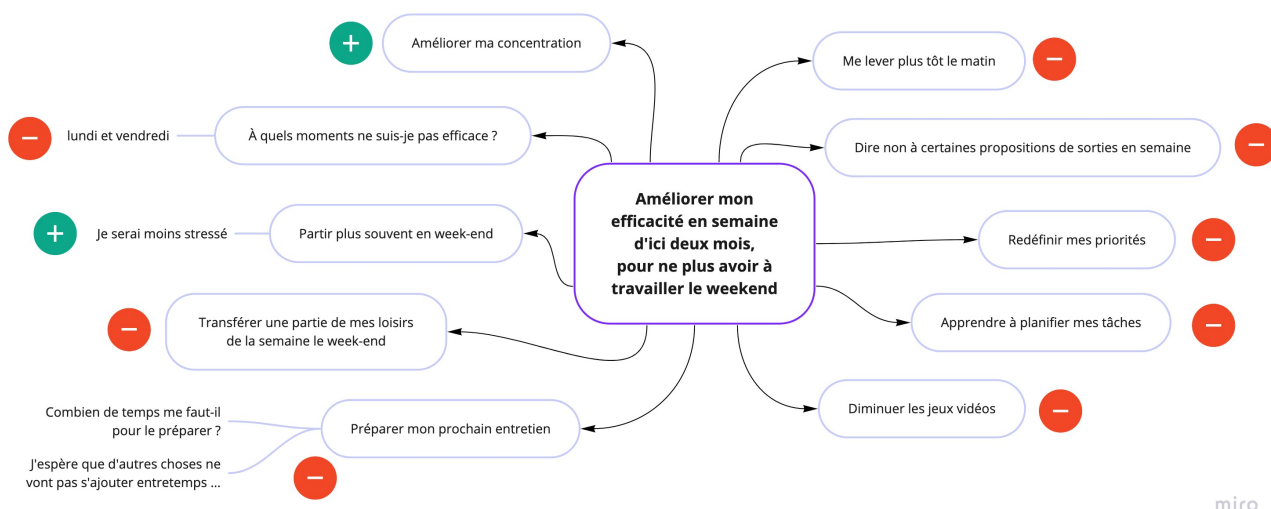 Améliorer ma concentration
Me lever plus tôt le matin
lundi et vendredi
À quels moments ne suis-je pas efficace ?
Dire non à certaines propositions de sorties en semaine
Améliorer mon
efficacité en semaine
d'ici deux mois,
pour ne plus avoir à
travailler le weekend
Je serai moins stressé
Partir plus souvent en week-end
Redéfinir mes priorités
Transférer une partie de mes loisirs
de la semaine le week-end
Apprendre à planifier mes tâches
Combien de temps me faut-il
pour le préparer ?
J'espère que d'autres choses ne
vont pas s'ajouter entretemps ...
Préparer mon prochain entretien
Diminuer les jeux vidéos
miro